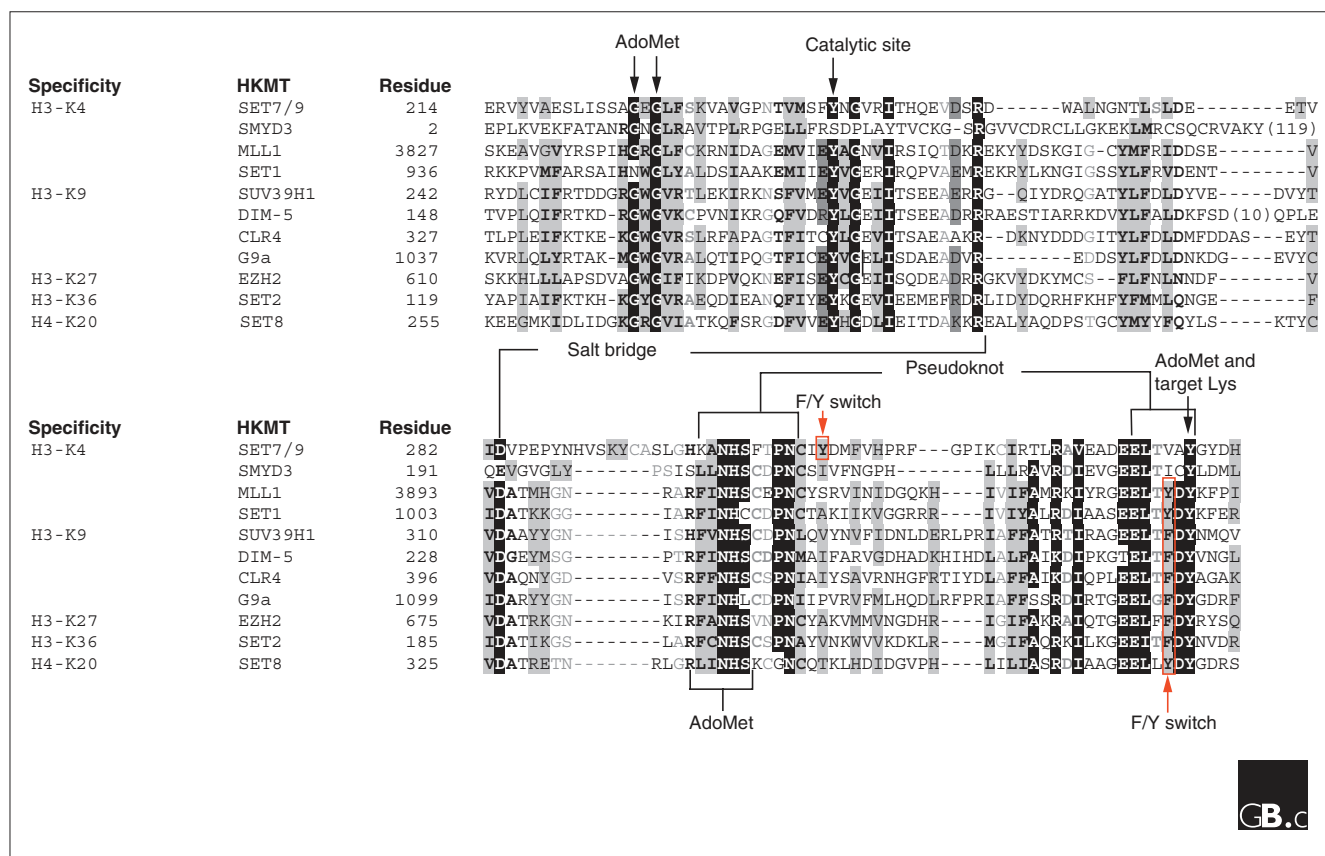 AdoMet Catalytic site
Specificity HKMT Residue
H3-K4 SET7/9 214 ERVYVAESLISSAGEGLFSKVAVGPNTVMSFYNGVRITHQEVDSRD------WALNGNTLSLDE--------ETV
SMYD3 2 EPLKVEKFATANRGNGLRAVTPLRPGELLFRSDPLAYTVCKG-SRGVVCDRCLLGKEKLMRCSQCRVAKY(119)
MLL1 3827 SKEAVGVYRSPIHGRGLFCKRNIDAGEMVIEYAGNVIRSIQTDKREKYYDSKGIG-CYMFRIDDSE-------V
SET1 936 RKKPVMFARSAIHNWGLYALDSIAAKEMIIEYVGERIRQPVAEMREKRYLKNGIGSSYLFRVDENT-------V
H3-K9 SUV39H1 242 RYDLCIFRTDDGRGWGVRTLEKIRKNSFVMEYVGEIITSEEAERRG--QIYDRQGATYLFDLDYVE----DVYT
DIM-5 148 TVPLQIFRTKD-RGWGVKCPVNIKRGQFVDRYLGEIITSEEADRRRAESTIARRKDVYLFALDKFSD(10)QPLE
CLR4 327 TLPLEIFKTKE-KGWGVRSLRFAPAGTFITCYLGEVITSAEAAKR--DKNYDDDGITYLFDLDMFDDAS--EYT
G9a 1037 KVRLQLYRTAK-MGWGVRALQTIPQGTFICEYVGELISDAEADVR------EDDSYLFDLDNKDG----EVYC
H3-K27 EZH2 610 SKKHLLLAPSDVAGWGIFIKDPVQKNEFISEYCGEIISQDEADRRGKVYDKYMCS--FLFNLNNDF------V
H3-K36 SET2 119 YAPIAIFKTKH-KGYGVRAEQDIEANQFIYEYKGEVIEEMEFRDRLIDYDQRHFKHFYFMMLQNGE-------F
H4-K20 SET8 255 KEEGMKIDLIDGKGRGVIATKQFSRGDFVVEYHGDLIEITDAKKREALYAQDPSTGCYMYYFQYLS-----KTYC
Salt bridge Pseudoknot AdoMet and
target Lys
F/Y switch
Specificity HKMT Residue
H3-K4 SET7/9 282 IDVPEPYNHVSKYCASLGHKANHSFTPNCIYDMFVHPRF---GPIKCIRTLRAVEADEELTVAYGYDH
SMYD3 191 QEVGVGLY-------PSISLLNHSCDPNCSIVFNGPH------LLLRAVRDIEVGEELTICYLDML
MLL1 3893 VDATMHGN-------RARFINHSCEPNCYSRVINIDGQKH----IVIFAMRKIYRGEELTYDYKFPI
SET1 1003 IDATKKGG-------IARFINHCCDPNCTAKIIKVGGRRR----IVIYALRDIAASEELTYDYKFER
H3-K9 SUV39H1 310 VDAAYYGN-------ISHFVNHSCDPNLQVYNVFIDNLDERLPRIAFFATRTIRAGEELTFDYNMQV
DIM-5 228 VDGEYMSG-------PTRFINHSCDPNMAIFARVGDHADKHIHDLALFAIKDIPKGTELTFDYVNGL
CLR4 396 VDAQNYGD-------VSRFFNHSCSPNIAIYSAVRNHGFRTIYDLAFFAIKDIQPLEELTFDYAGAK
G9a 1099 IDARYYGN-------ISRFINHLCDPNIIPVRVFMLHQDLRFPRIAFFSSRDIRTGEELGFDYGDRF
H3-K27 EZH2 675 VDATRKGN-------KIRFANHSVNPNCYAKVMMVNGDHR----IGIFAKRAIQTGEELFFDYRYSQ
H3-K36 SET2 185 IDATIKGS-------LARFCNHSCSPNAYVNKWVVKDKLR----MGIFAQRKILKGEEITFDYNVDR
H4-K20 SET8 325 VDATRETN-------RLGRLINHSKCGNCQTKLHDIDGVPH----LILIASRDIAAGEELLYDYGDRS
AdoMet F/Y switch
GB.c